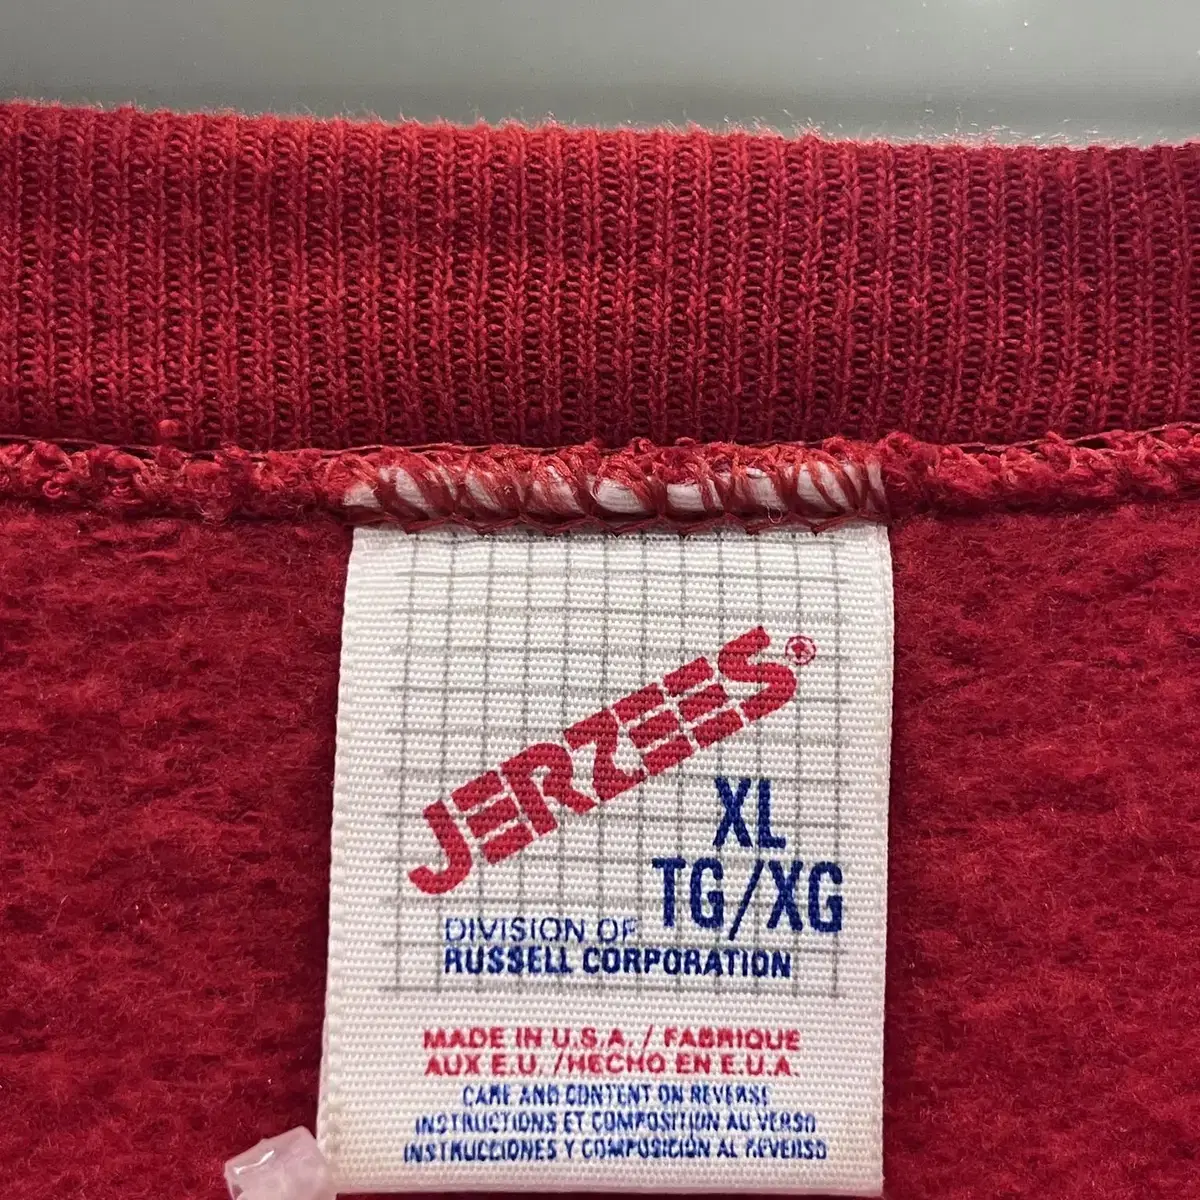 JERZEES®
XL
TG/XG
DIVISION OF
RUSSELL CORPORATION
MADE IN U.S.A. / FABRIQUE
AUX E.U. /HECHO EN E.U.A.
CARE AND CONTENT ON REVERSE
INSTRUCTIONS ET COMPOSITION AU VERSO
INSTRUCCIONES Y COMPOSICIÓN AL REVERSO